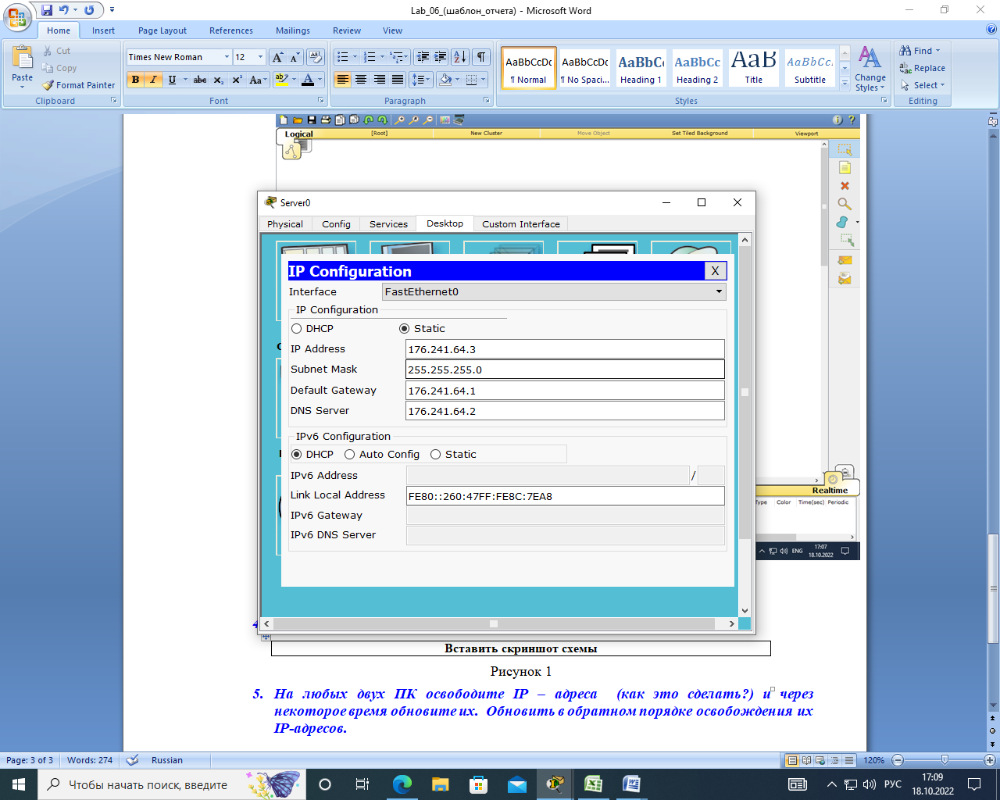 Lab_06_(шаблон_отчета) - Microsoft Word
Home Insert Page Layout References Mailings Review View
Paste
Cut
Copy
Format Painter
Clipboard
Times New Roman 12
B I U abc x₂ x² Aa
Font
Paragraph
AaBbCcDc AaBbCcDc AaBbC AaBbCc AaB AaBbCc.
¶ Normal ¶ No Spaci... Heading 1 Heading 2 Title Subtitle
Change Styles
Styles
Find
Replace
Select
Editing
Logical [Root] New Cluster Move Object Set Tiled Background Viewport
Server0
Physical Config Services Desktop Custom Interface
IP Configuration X
Interface FastEthernet0
IP Configuration
DHCP Static
IP Address 176.241.64.3
Subnet Mask 255.255.255.0
Default Gateway 176.241.64.1
DNS Server 176.241.64.2
IPv6 Configuration
DHCP Auto Config Static
IPv6 Address /
Link Local Address FE80::260:47FF:FE8C:7EA8
IPv6 Gateway
IPv6 DNS Server
Realtime
Type Color Time(sec) Periodic
ENG 17:07
18.10.2022
Вставить скриншот схемы
Рисунок 1
5. На любых двух ПК освободите IP – адреса (как это сделать?) и через
некоторое время обновите их. Обновить в обратном порядке освобождения их
IP-адресов.
Page: 3 of 3 Words: 274 Russian 120%
Чтобы начать поиск, введите
РУС 17:09
18.10.2022